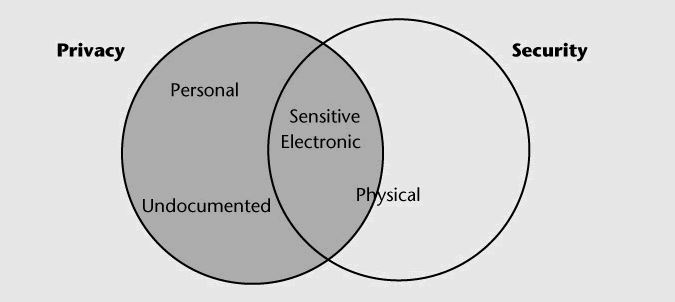 Privacy
Security
Personal
Sensitive
Electronic
Physical
Undocumented